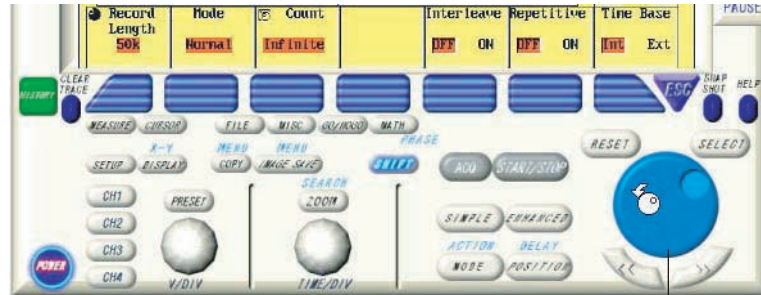 PAUSE
Record Length Mode Count Interleave Repetitive Time Base
50k Normal Infinite OFF ON OFF ON Int Ext
HISTORY CLEAR TRACE ESC SNAP SHOT HELP
MEASURE CURSOR FILE MISC GO/NOGO MATH
PHASE
RESET SELECT
X-Y MENU MENU
SETUP DISPLAY COPY IMAGE SAVE SHIFT ACQ START/STOP
SEARCH
CH1 PRESET ZOOM
CH2 SIMPLE ENHANCED
ACTION DELAY
CH3
POWER CH4 MODE POSITION << >>
V/DIV TIME/DIV